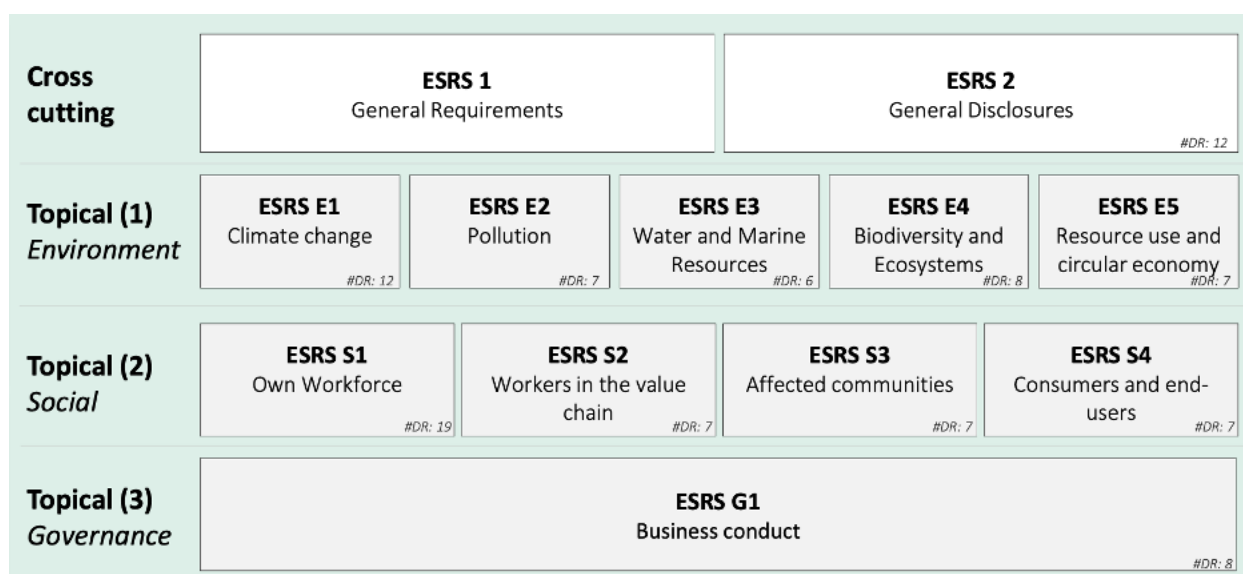 Cross
cutting
ESRS 1
General Requirements
ESRS 2
General Disclosures
#DR: 12
Topical (1)
Environment
ESRS E1
Climate change
#DR: 12
ESRS E2
Pollution
#DR: 7
ESRS E3
Water and Marine
Resources
#DR: 6
ESRS E4
Biodiversity and
Ecosystems
#DR: 8
ESRS E5
Resource use and
circular economy
#DR: 7
Topical (2)
Social
ESRS S1
Own Workforce
#DR: 19
ESRS S2
Workers in the value
chain
#DR: 7
ESRS S3
Affected communities
#DR: 7
ESRS S4
Consumers and end-
users
#DR: 7
Topical (3)
Governance
ESRS G1
Business conduct
#DR: 8